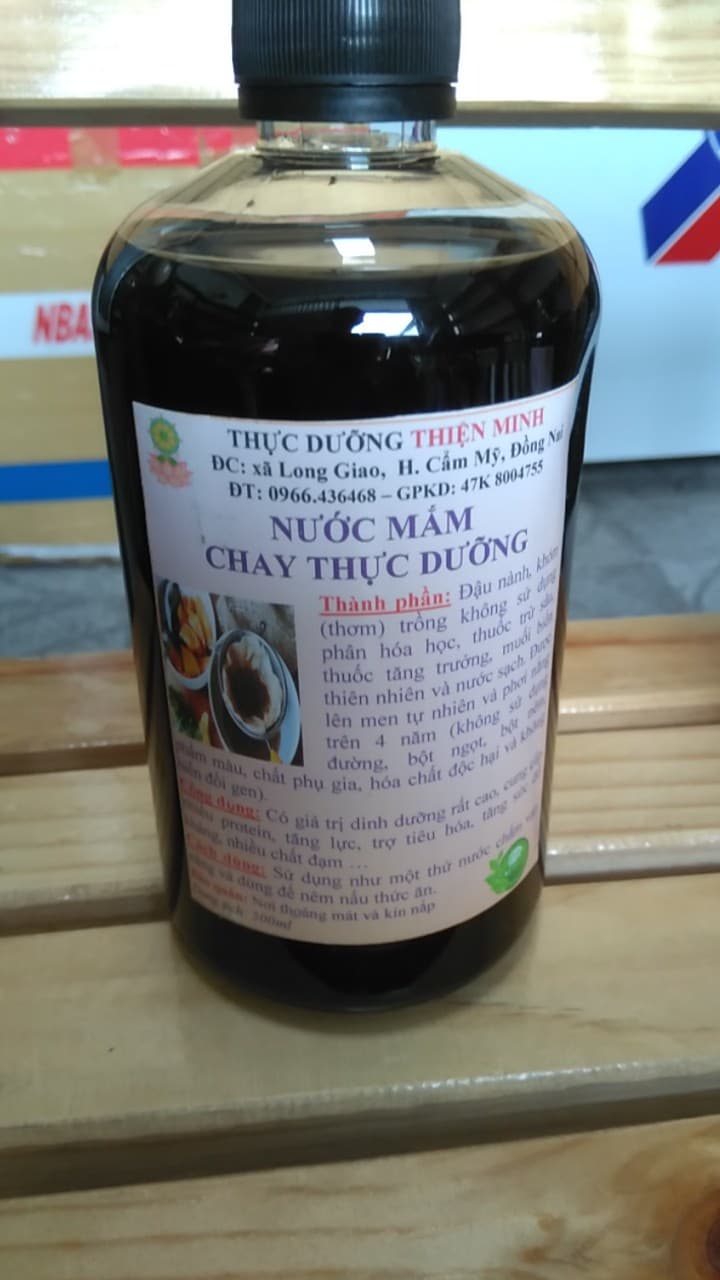 THỰC DƯỠNG THIỆN MINH
ĐC: xã Long Giao, H. Cẩm Mỹ, Đồng Nai
ĐT: 0966.436468 – GPKD: 47K 8004755
NƯỚC MẮM
CHAY THỰC DƯỠNG
Thành phần: Đậu nành, khóm
(thơm) trồng không sử dụng
phân hóa học, thuốc trừ sâu,
thuốc tăng trưởng, muối biển
thiên nhiên và nước sạch. Được
lên men tự nhiên và phơi nắng
trên 4 năm (không sử dụng
đường, bột ngọt, bột nêm,
phẩm màu, chất phụ gia, hóa chất độc hại và không
biến đổi gen).
Công dụng: Có giá trị dinh dưỡng rất cao, cung cấp
nhiều protein, tăng lực, trợ tiêu hóa, tăng sức đề
kháng, nhiều chất đạm …
Cách dùng: Sử dụng như một thứ nước chấm
và dùng để nêm nấu thức ăn.
Bảo quản: Nơi thoáng mát và kín nắp
Dung tích: 500ml
NBA